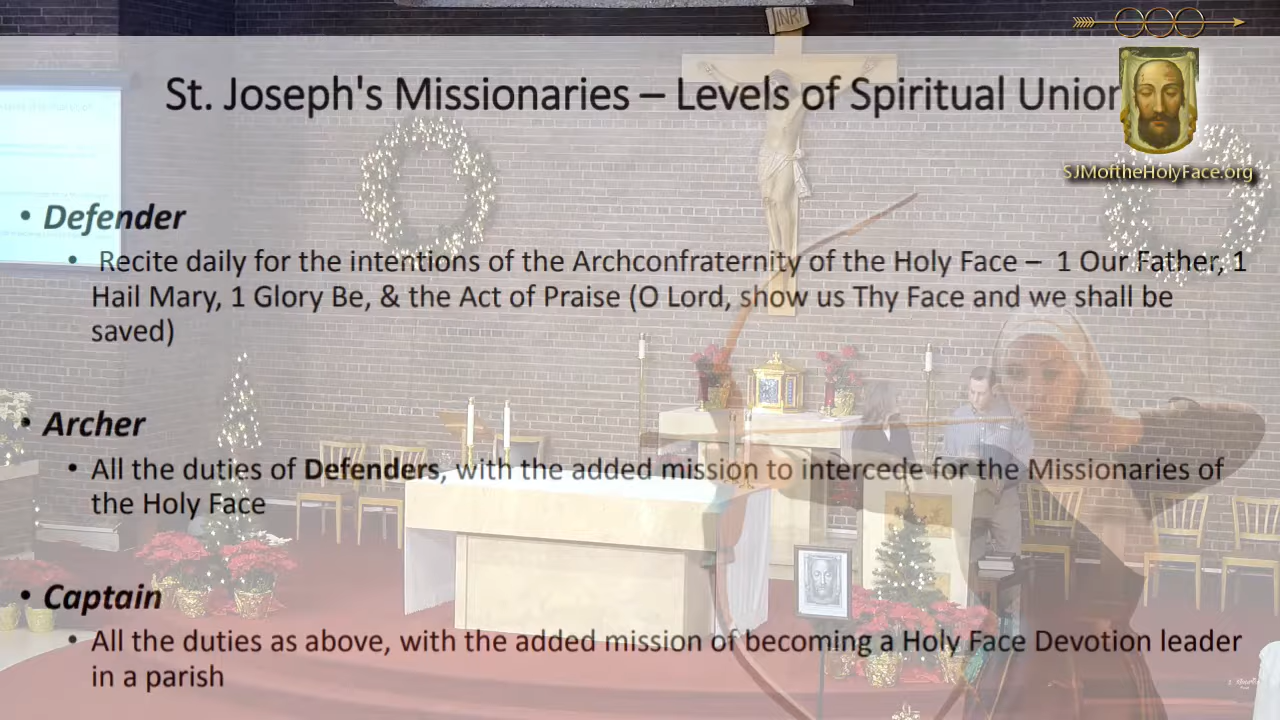 INRI
St. Joseph's Missionaries – Levels of Spiritual Union
SJMoftheHolyFace.org
• Defender
• Recite daily for the intentions of the Archconfraternity of the Holy Face – 1 Our Father, 1
Hail Mary, 1 Glory Be, & the Act of Praise (O Lord, show us Thy Face and we shall be
saved)
• Archer
• All the duties of Defenders, with the added mission to intercede for the Missionaries of
the Holy Face
• Captain
• All the duties as above, with the added mission of becoming a Holy Face Devotion leader
in a parish